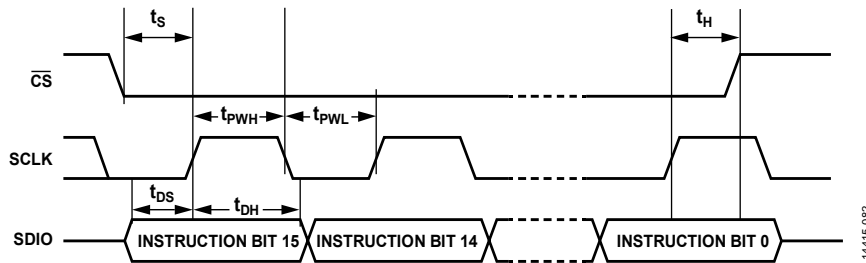 tS
tH
CS
tPWH
tPWL
SCLK
tDS
tDH
SDIO
INSTRUCTION BIT 15
INSTRUCTION BIT 14
INSTRUCTION BIT 0
14415-082